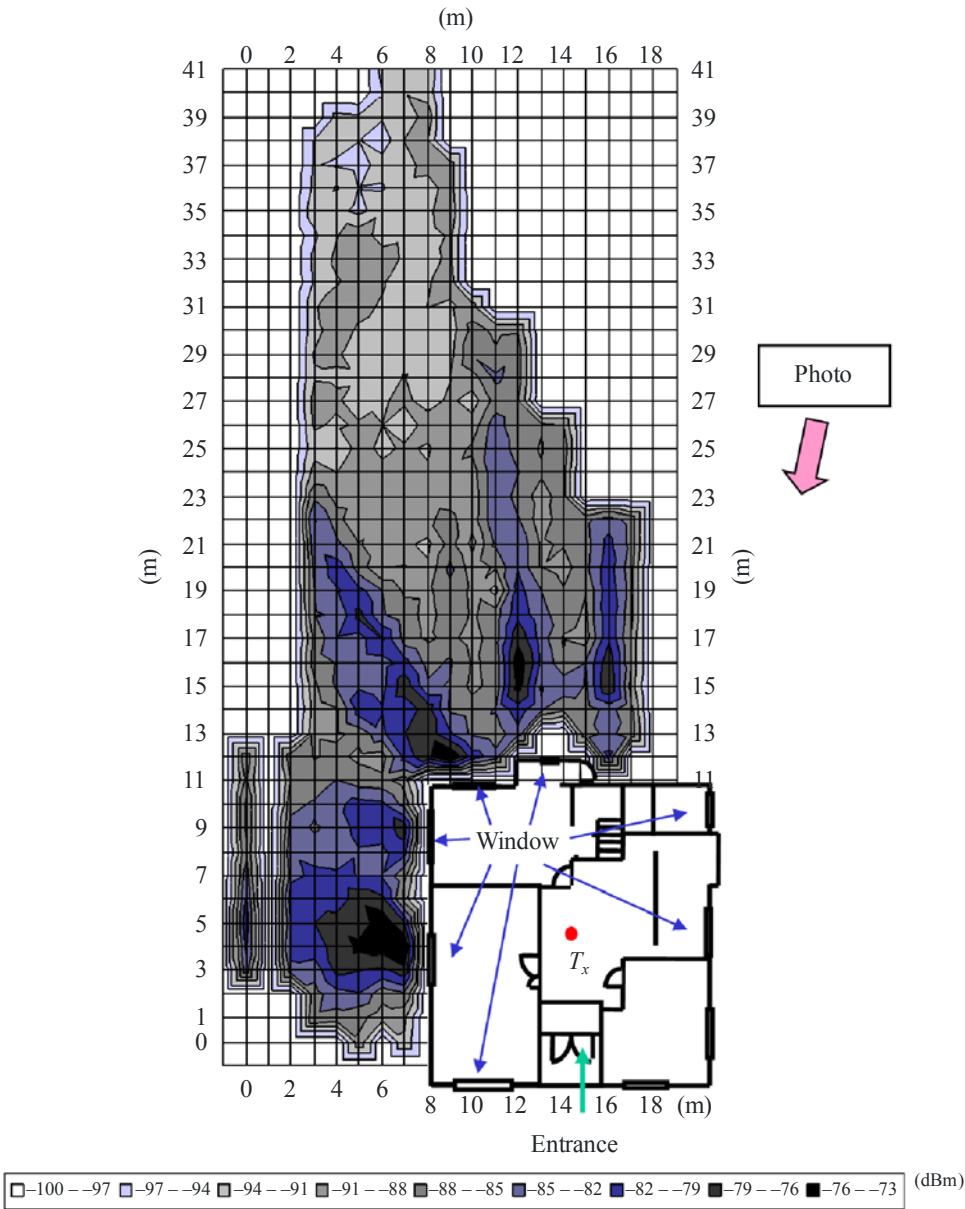 (m)
0 2 4 6 8 10 12 14 16 18
41 41
39 39
37 37
35 35
33 33
31 31
29 29
Photo
27 27
25 25
23 23
21 21
(m) (m)
19 19
17 17
15 15
13 13
11 11
9
Window
7
5
Tx
3
1
0
0 2 4 6 8 10 12 14 16 18 (m)
Entrance
–100 – –97 –97 – –94 –94 – –91 –91 – –88 –88 – –85 –85 – –82 –82 – –79 –79 – –76 –76 – –73 (dBm)